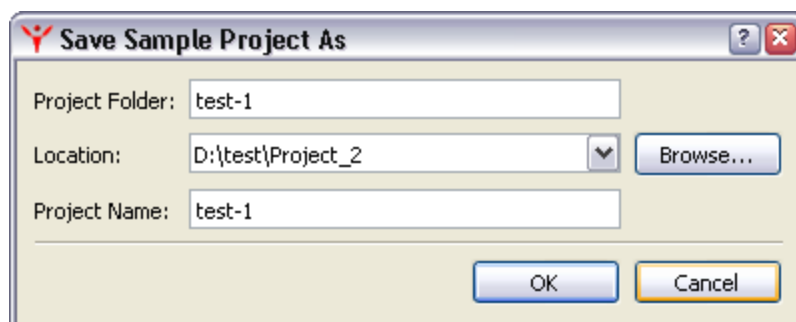 Save Sample Project As
Project Folder: test-1
Location: D:\test\Project_2 Browse...
Project Name: test-1
OK Cancel